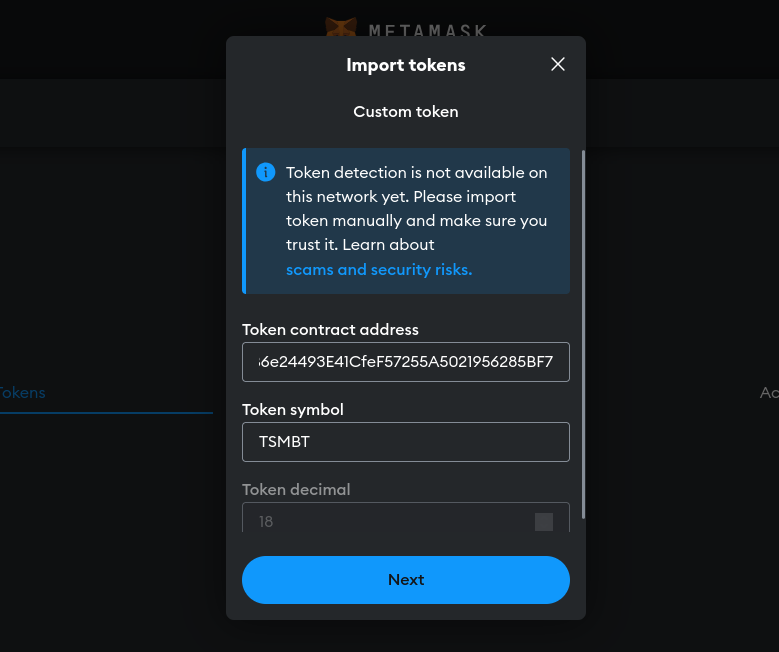 METAMASK
Import tokens
Custom token
Token detection is not available on
this network yet. Please import
token manually and make sure you
trust it. Learn about
scams and security risks.
Token contract address
6e24493E41CfeF57255A5021956285BF7
Tokens
Token symbol
TSMBT
Token decimal
18
Next